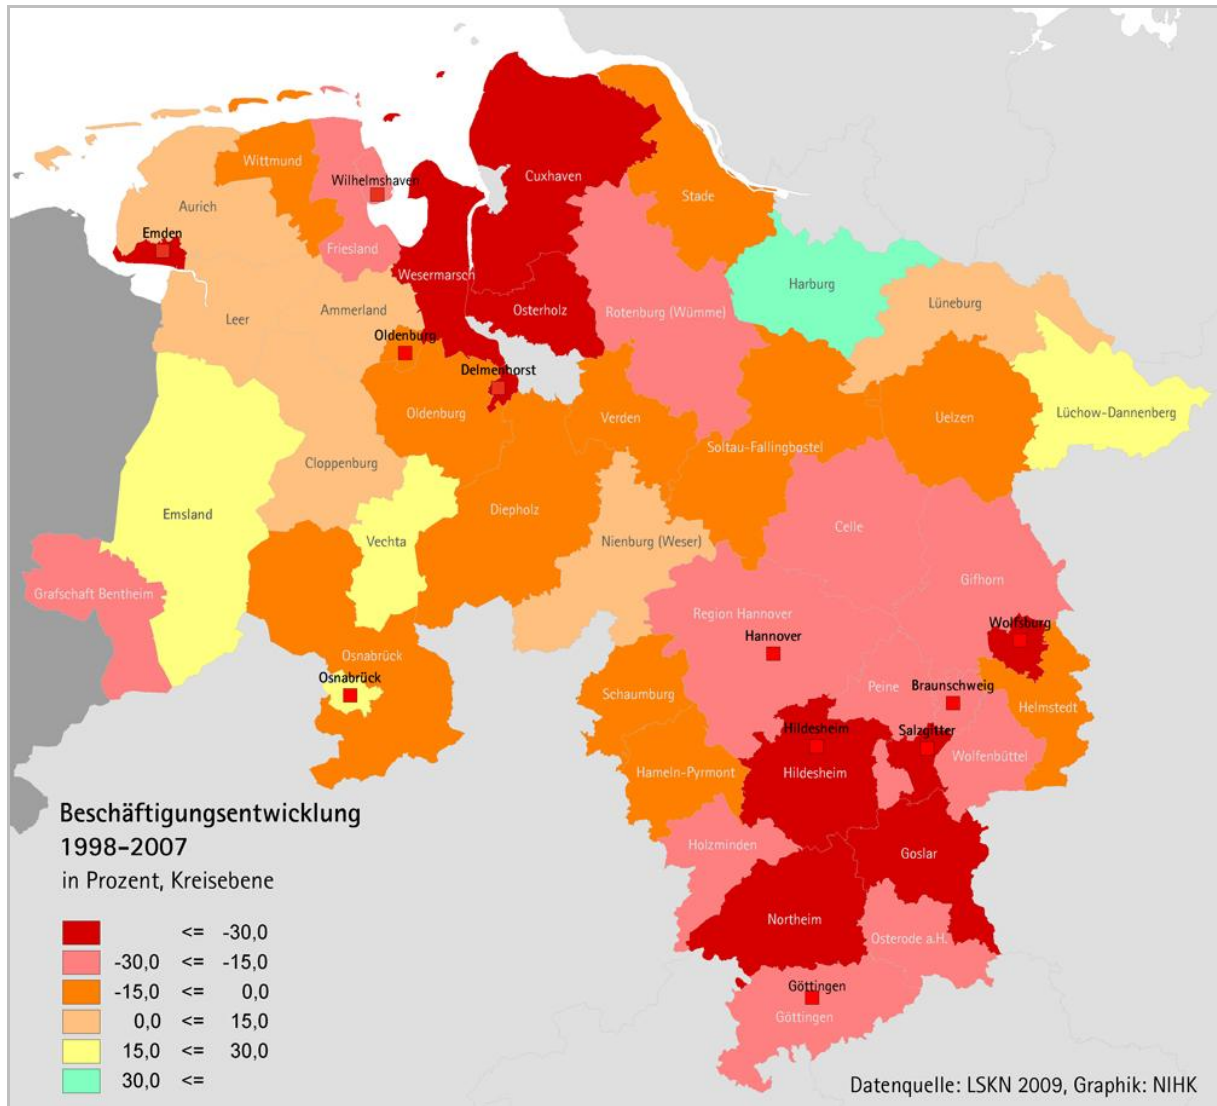 Cuxhaven
Wittmund
Wilhelmshaven
Stade
Aurich
Emden
Friesland
Wesermarsch
Harburg
Lüneburg
Ammerland
Osterholz
Rotenburg (Wümme)
Leer
Oldenburg
Delmenhorst
Oldenburg
Verden
Uelzen
Lüchow-Dannenberg
Soltau-Fallingbostel
Cloppenburg
Emsland
Diepholz
Celle
Vechta
Nienburg (Weser)
Gifhorn
Grafschaft Bentheim
Region Hannover
Wolfsburg
Hannover
Osnabrück
Osnabrück
Schaumburg
Peine
Braunschweig
Helmstedt
Hildesheim
Salzgitter
Wolfenbüttel
Hameln-Pyrmont
Hildesheim
Holzminden
Goslar
Northeim
Osterode a.H.
Göttingen
Göttingen
Beschäftigungsentwicklung
1998-2007
in Prozent, Kreisebene
<= -30,0
-30,0 <= -15,0
-15,0 <= 0,0
0,0 <= 15,0
15,0 <= 30,0
30,0 <=
Datenquelle: LSKN 2009, Graphik: NIHK